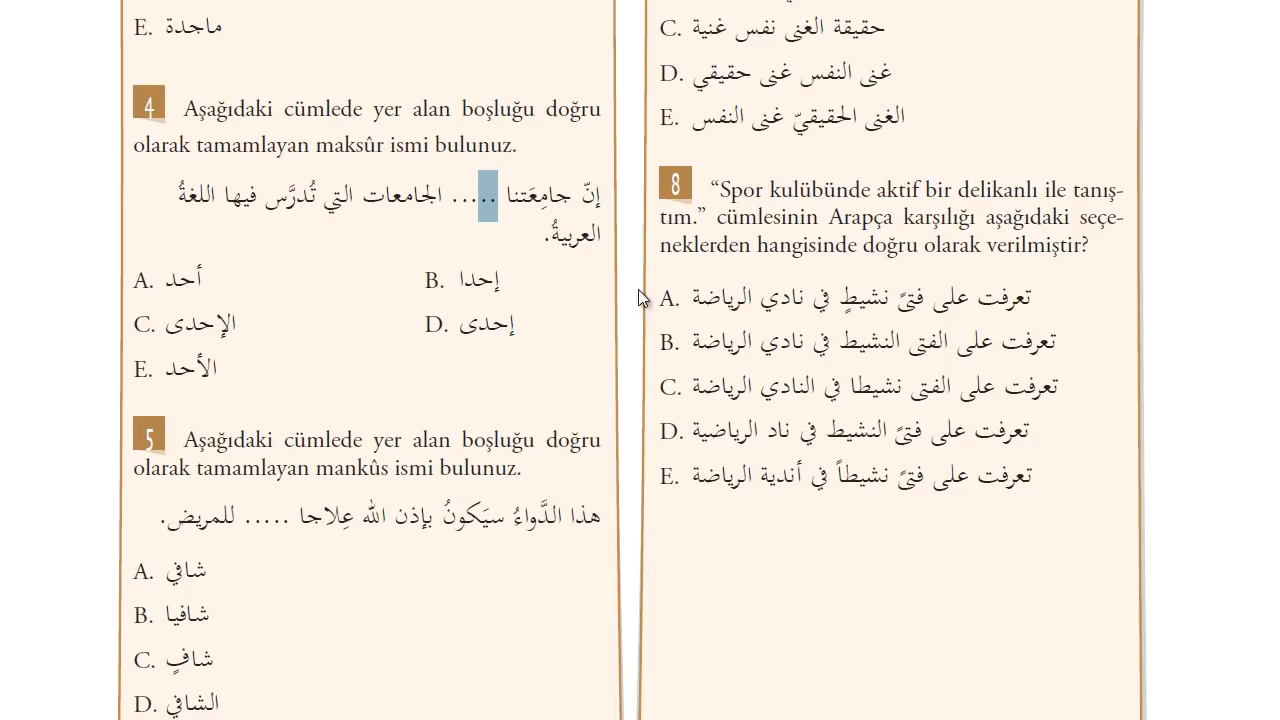 E. ماجدة
4 Aşağıdaki cümlede yer alan boşluğu doğru
olarak tamamlayan maksûr ismi bulunuz.
إنّ جامِعَتنا ..... الجامعات التي تُدرَّس فيها اللغةُ
العربيةُ.
A. أحد
B. إحدا
C. الإحدى
D. إحدى
E. الأحد
5 Aşağıdaki cümlede yer alan boşluğu doğru
olarak tamamlayan mankûs ismi bulunuz.
هذا الدَّواءُ سيَكونُ بإذن الله عِلاجا ..... للمريض.
A. شافي
B. شافيا
C. شافٍ
D. الشافي
C. حقيقة الغنى نفس غنية
D. غنى النفس غنى حقيقي
E. الغنى الحقيقيّ غنى النفس
8 “Spor kulübünde aktif bir delikanlı ile tanış-
tım.” cümlesinin Arapça karşılığı aşağıdaki seçe-
neklerden hangisinde doğru olarak verilmiştir?
A. تعرفت على فتىً نشيطٍ في نادي الرياضة
B. تعرفت على الفتى النشيط في نادي الرياضة
C. تعرفت على الفتى نشيطا في النادي الرياضة
D. تعرفت على فتىً النشيط في ناد الرياضية
E. تعرفت على فتىً نشيطاً في أندية الرياضة